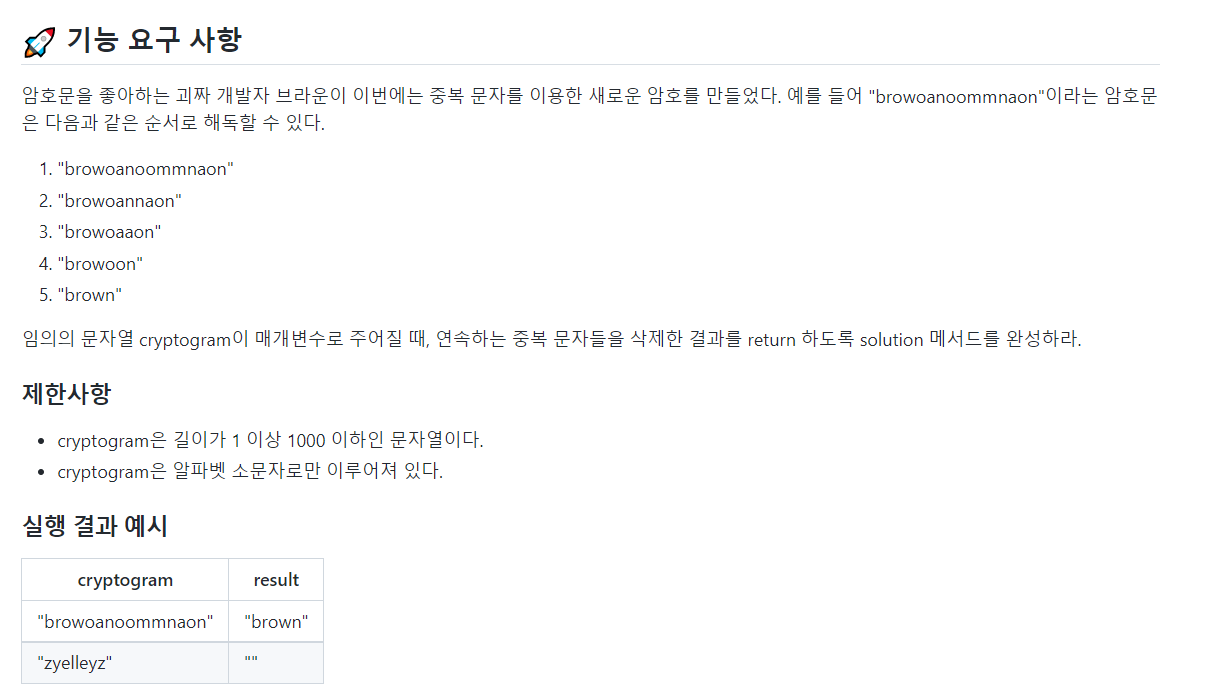 🚀 기능 요구 사항
암호문을 좋아하는 괴짜 개발자 브라운이 이번에는 중복 문자를 이용한 새로운 암호를 만들었다. 예를 들어 "browoanoommnaon"이라는 암호문
은 다음과 같은 순서로 해독할 수 있다.
1. "browoanoommnaon"
2. "browoannaon"
3. "browoaaon"
4. "browoon"
5. "brown"
임의의 문자열 cryptogram이 매개변수로 주어질 때, 연속하는 중복 문자들을 삭제한 결과를 return 하도록 solution 메서드를 완성하라.
제한사항
• cryptogram은 길이가 1 이상 1000 이하인 문자열이다.
• cryptogram은 알파벳 소문자로만 이루어져 있다.
실행 결과 예시
cryptogram result
"browoanoommnaon" "brown"
"zyelleyz" ""